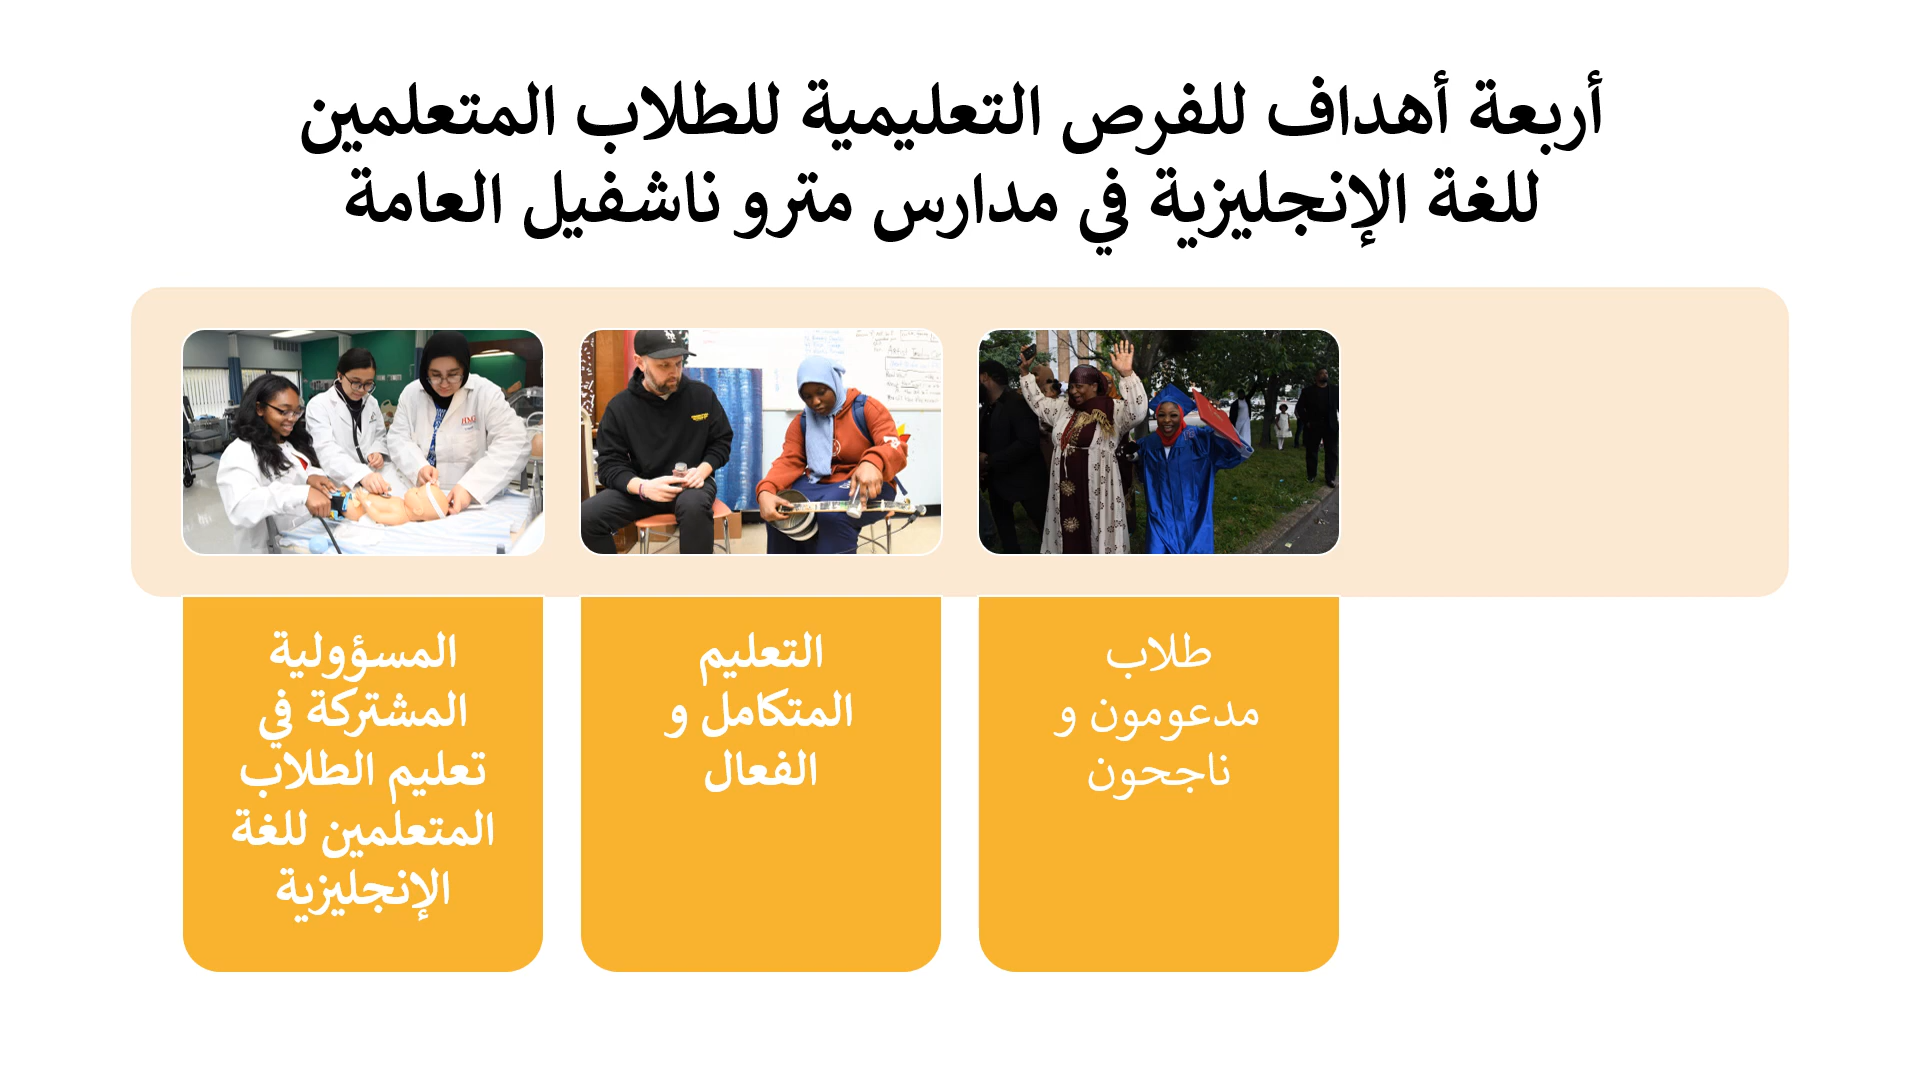 أربعة أهداف للفرص التعليمية للطلاب المتعلمين
للغة الإنجليزية في مدارس مترو ناشفيل العامة
طلاب
مدعومون و
ناجحون
التعليم
المتكامل و
الفعال
المسؤولية
المشتركة في
تعليم الطلاب
المتعلمين للغة
الإنجليزية